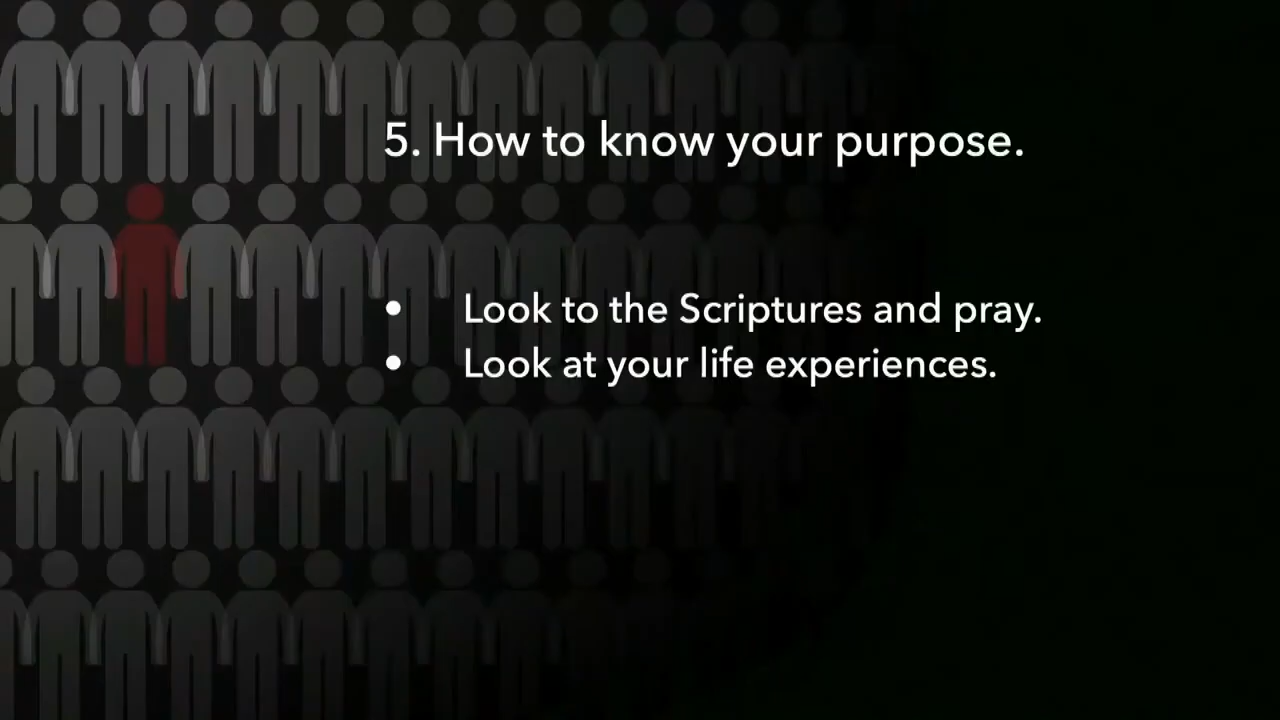 5. How to know your purpose.
• Look to the Scriptures and pray.
• Look at your life experiences.